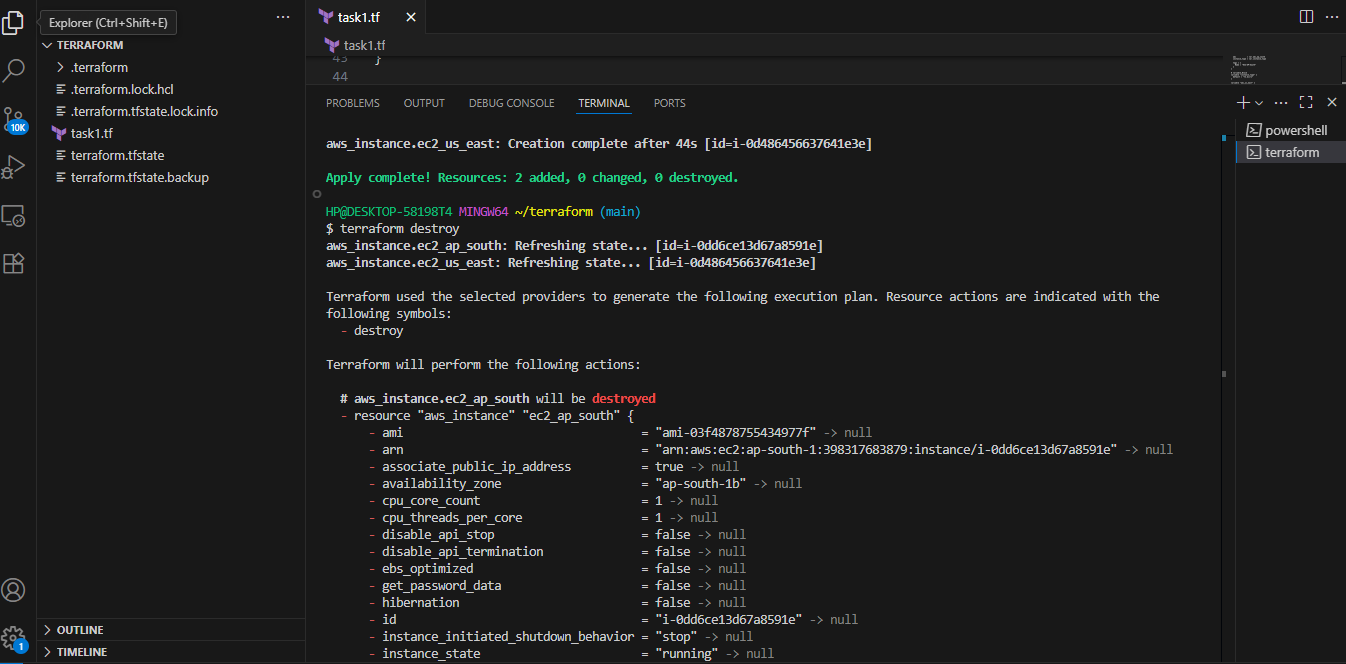 Explorer (Ctrl+Shift+E)
···
TERRAFORM
.terraform
.terraform.lock.hcl
.terraform.tfstate.lock.info
task1.tf
terraform.tfstate
terraform.tfstate.backup
10K
1
OUTLINE
TIMELINE
task1.tf
task1.tf
43 }
44
PROBLEMS OUTPUT DEBUG CONSOLE TERMINAL PORTS
powershell
terraform
aws_instance.ec2_us_east: Creation complete after 44s [id=i-0d486456637641e3e]
Apply complete! Resources: 2 added, 0 changed, 0 destroyed.
HP@DESKTOP-58198T4 MINGW64 ~/terraform (main)
$ terraform destroy
aws_instance.ec2_ap_south: Refreshing state... [id=i-0dd6ce13d67a8591e]
aws_instance.ec2_us_east: Refreshing state... [id=i-0d486456637641e3e]
Terraform used the selected providers to generate the following execution plan. Resource actions are indicated with the
following symbols:
- destroy
Terraform will perform the following actions:
# aws_instance.ec2_ap_south will be destroyed
- resource "aws_instance" "ec2_ap_south" {
- ami = "ami-03f4878755434977f" -> null
- arn = "arn:aws:ec2:ap-south-1:398317683879:instance/i-0dd6ce13d67a8591e" -> null
- associate_public_ip_address = true -> null
- availability_zone = "ap-south-1b" -> null
- cpu_core_count = 1 -> null
- cpu_threads_per_core = 1 -> null
- disable_api_stop = false -> null
- disable_api_termination = false -> null
- ebs_optimized = false -> null
- get_password_data = false -> null
- hibernation = false -> null
- id = "i-0dd6ce13d67a8591e" -> null
- instance_initiated_shutdown_behavior = "stop" -> null
- instance_state = "running" -> null